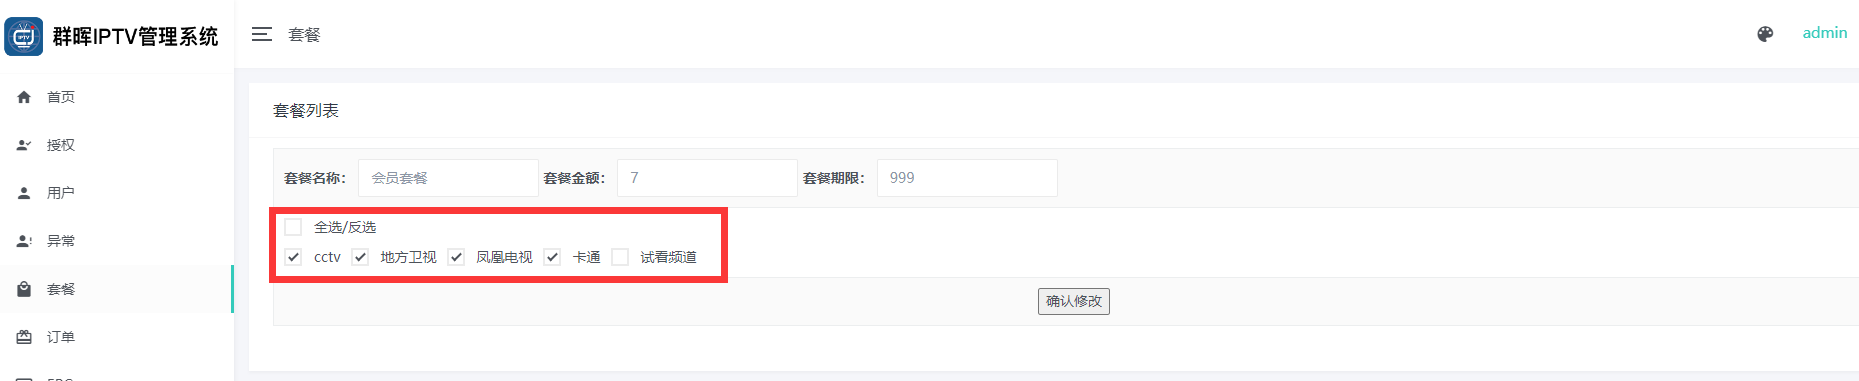 IPTV
群晖IPTV管理系统
套餐
admin
首页
授权
用户
异常
套餐
订单
套餐列表
套餐名称: 会员套餐 套餐金额: 7 套餐期限: 999
全选/反选
cctv 地方卫视 凤凰电视 卡通 试看频道
确认修改